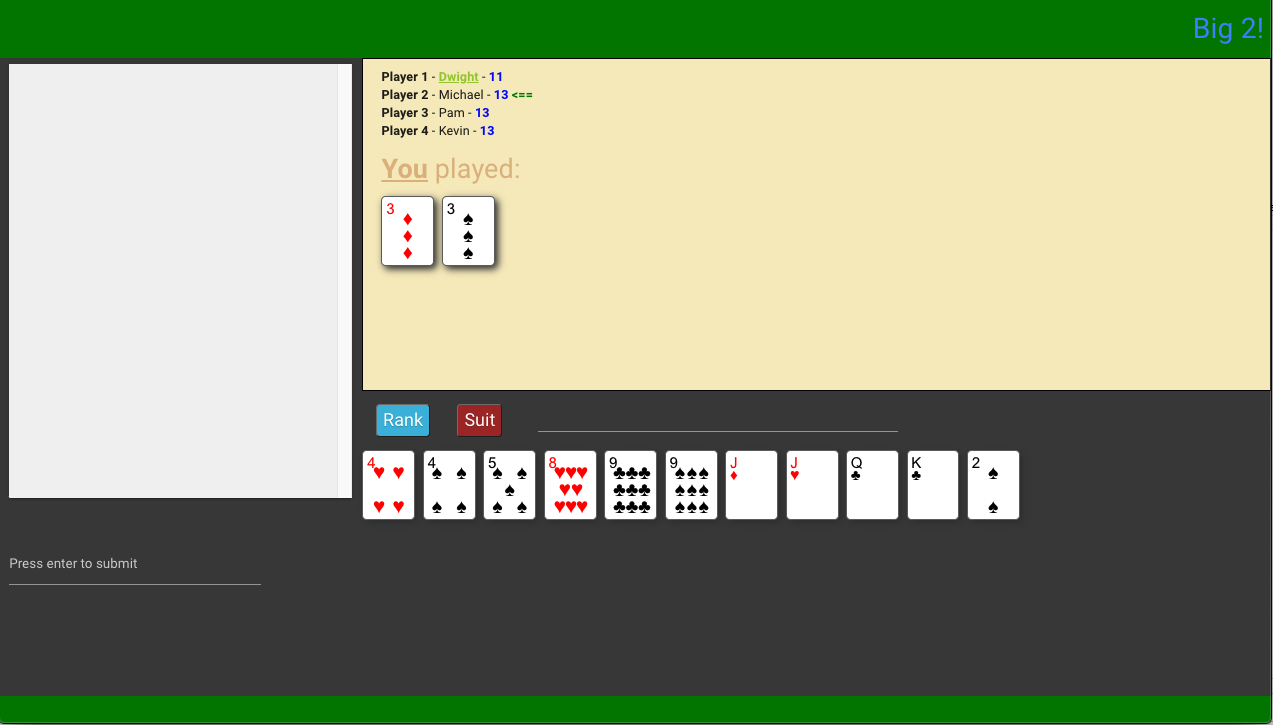 Big 2!
Player 1 - Dwight - 11
Player 2 - Michael - 13 <==
Player 3 - Pam - 13
Player 4 - Kevin - 13
You played:
3 3
Rank Suit
4 4 5 8 9 9 J J Q K 2
Press enter to submit